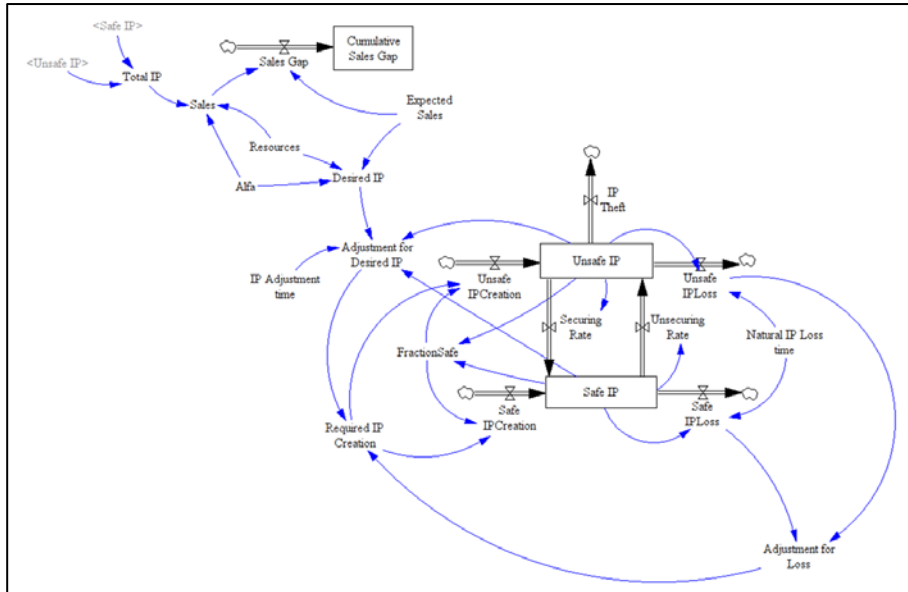 <Safe IP>
<Unsafe IP>
Total IP
Sales
Sales Gap
Cumulative
Sales Gap
Expected
Sales
Resources
Alfa
Desired IP
IP
Theft
Adjustment for
Desired IP
IP Adjustment
time
Unsafe IP
Unsafe
IPCreation
Unsafe
IPLoss
Securing
Rate
Unsecuring
Rate
Natural IP Loss
time
FractionSafe
Safe IP
Safe
IPCreation
Safe
IPLoss
Required IP
Creation
Adjustment for
Loss